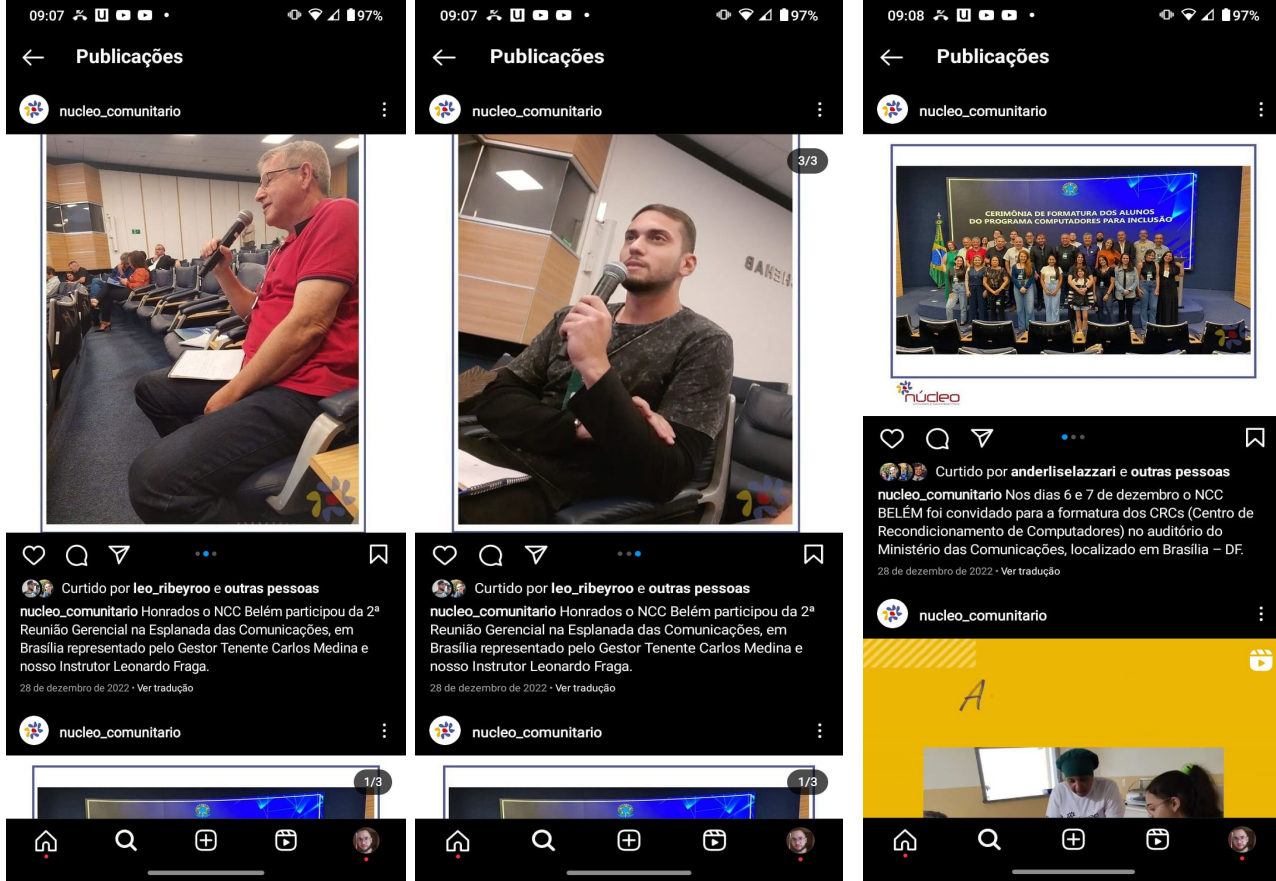 09:07
97%
Publicações
nucleo_comunitario
Curtido por leo_ribeyroo e outras pessoas
nucleo_comunitario Honrados o NCC Belém participou da 2ª
Reunião Gerencial na Esplanada das Comunicações, em
Brasília representado pelo Gestor Tenente Carlos Medina e
nosso Instrutor Leonardo Fraga.
28 de dezembro de 2022 • Ver tradução
nucleo_comunitario
1/3
09:07
97%
Publicações
nucleo_comunitario
3/3
Curtido por leo_ribeyroo e outras pessoas
nucleo_comunitario Honrados o NCC Belém participou da 2ª
Reunião Gerencial na Esplanada das Comunicações, em
Brasília representado pelo Gestor Tenente Carlos Medina e
nosso Instrutor Leonardo Fraga.
28 de dezembro de 2022 • Ver tradução
nucleo_comunitario
1/3
09:08
97%
Publicações
nucleo_comunitario
CERIMÔNIA DE FORMATURA DOS ALUNOS
DO PROGRAMA COMPUTADORES PARA INCLUSÃO
núcleo
Curtido por anderliselazzari e outras pessoas
nucleo_comunitario Nos dias 6 e 7 de dezembro o NCC
BELÉM foi convidado para a formatura dos CRCs (Centro de
Recondicionamento de Computadores) no auditório do
Ministério das Comunicações, localizado em Brasília – DF.
28 de dezembro de 2022 • Ver tradução
nucleo_comunitario
A